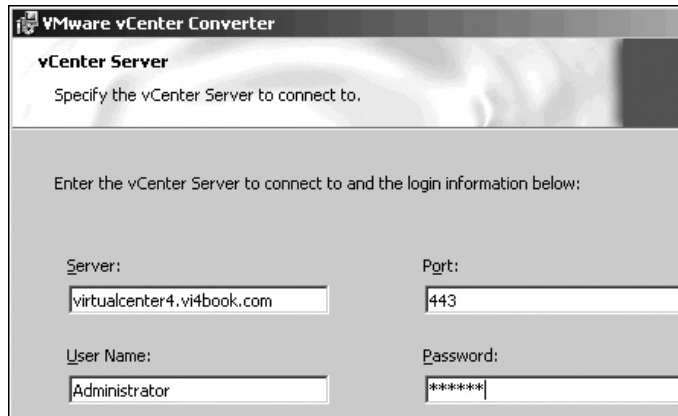 VMware vCenter Converter
vCenter Server
Specify the vCenter Server to connect to.
Enter the vCenter Server to connect to and the login information below:
Server:
Port:
virtualcenter4.vi4book.com
443
User Name:
Password:
Administrator
******